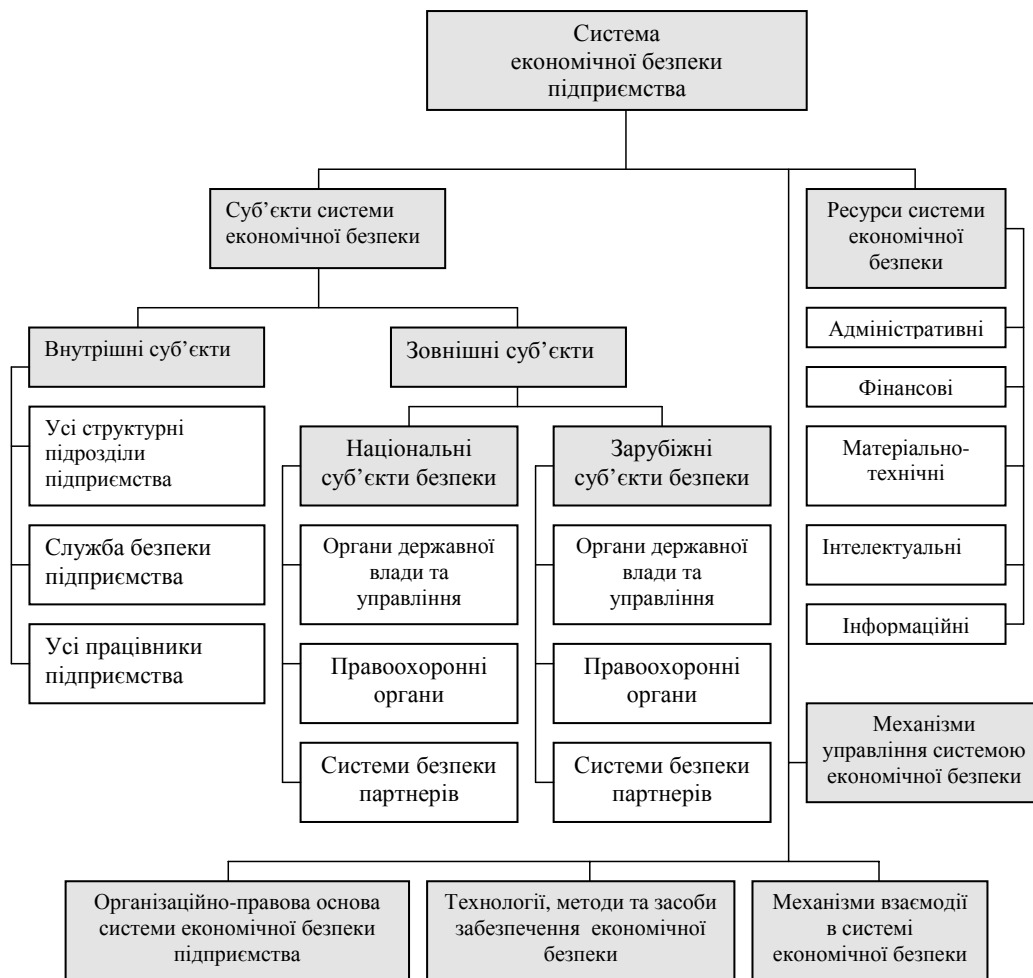 Система
економічної безпеки
підприємства
Суб’єкти системи
економічної безпеки
Ресурси системи
економічної
безпеки
Внутрішні суб’єкти
Зовнішні суб’єкти
Адміністративні
Фінансові
Матеріально-
технічні
Інтелектуальні
Інформаційні
Усі структурні
підрозділи
підприємства
Служба безпеки
підприємства
Усі працівники
підприємства
Національні
суб’єкти безпеки
Органи державної
влади та
управління
Правоохоронні
органи
Системи безпеки
партнерів
Зарубіжні
суб’єкти безпеки
Органи державної
влади та
управління
Правоохоронні
органи
Системи безпеки
партнерів
Механізми
управління системою
економічної безпеки
Організаційно-правова основа
системи економічної безпеки
підприємства
Технології, методи та засоби
забезпечення економічної
безпеки
Механізми взаємодії
в системі
економічної безпеки